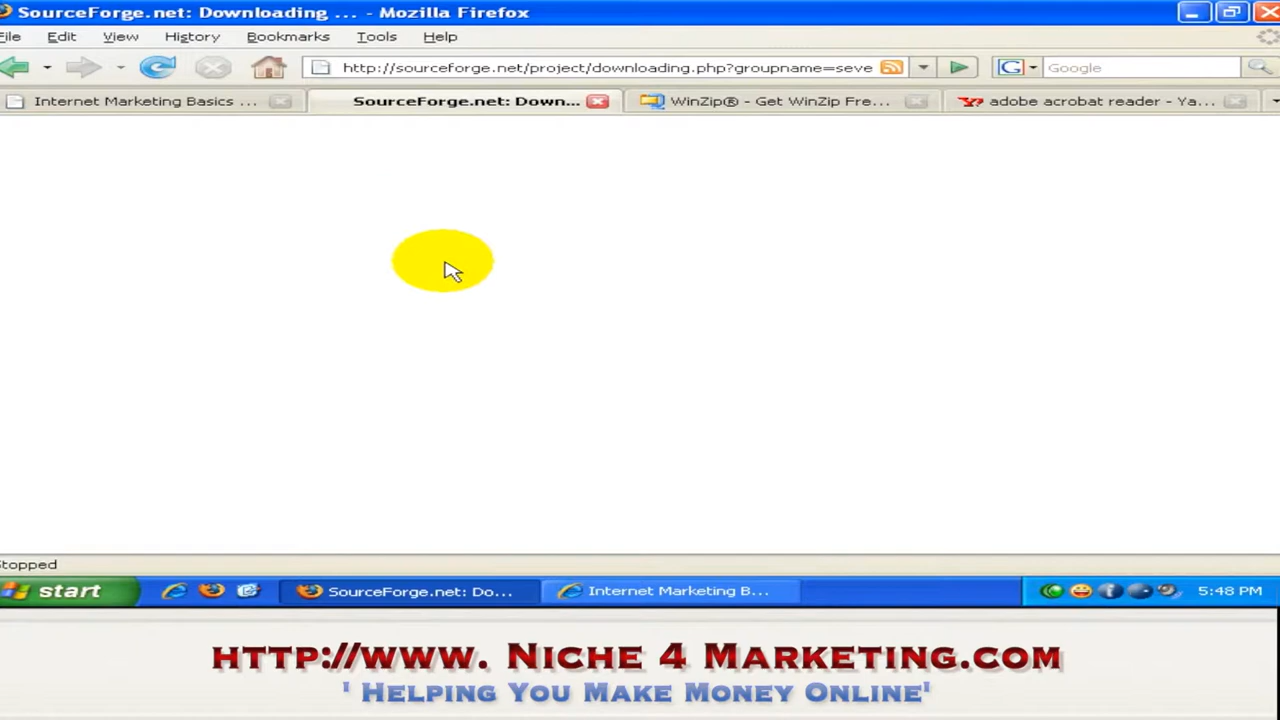 SourceForge.net: Downloading ... - Mozilla Firefox
File Edit View History Bookmarks Tools Help
http://sourceforge.net/project/downloading.php?groupname=seve G Google
Internet Marketing Basics ... SourceForge.net: Down... WinZip® - Get WinZip Fre... adobe acrobat reader - Ya...
Stopped
start SourceForge.net: Do... Internet Marketing B... 5:48 PM
HTTP://WWW. NICHE 4 MARKETING.COM
' HELPING YOU MAKE MONEY ONLINE'